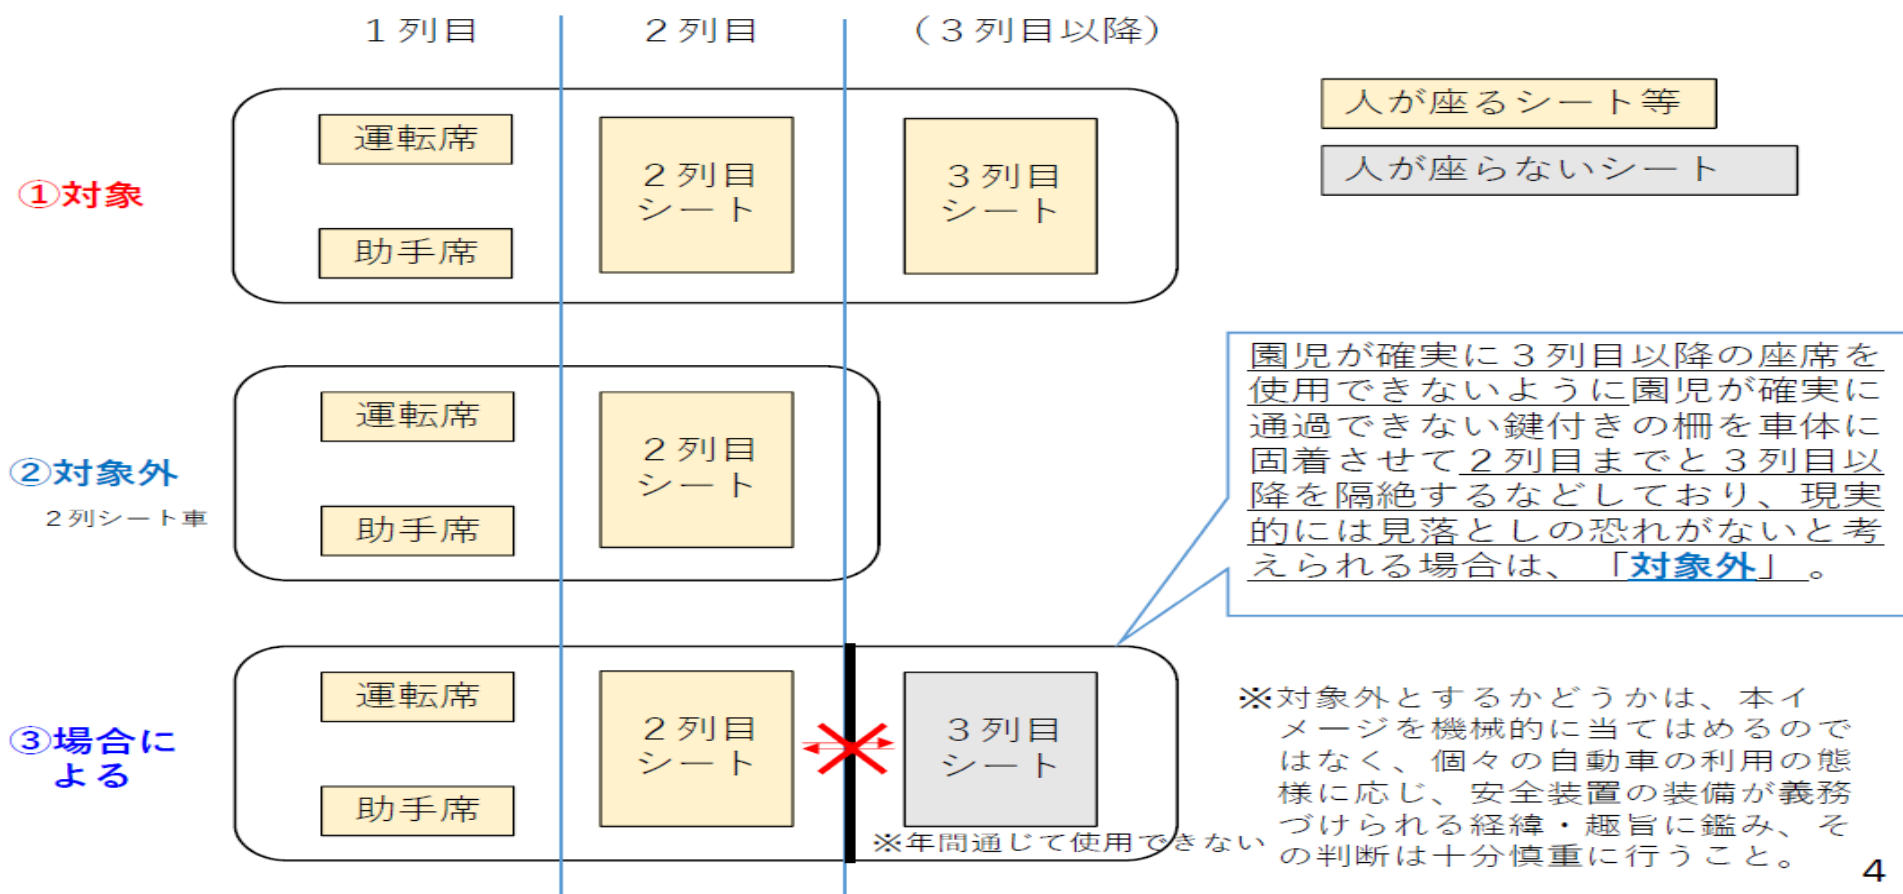 1列目
2列目
(3列目以降)
人が座るシート等
人が座らないシート
①対象
運転席
助手席
2列目
シート
3列目
シート
②対象外
2列シート車
運転席
助手席
2列目
シート
園児が確実に3列目以降の座席を
使用できないように園児が確実に
通過できない鍵付きの柵を車体に
固着させて2列目までと3列目以
降を隔絶するなどしており、現実
的には見落としの恐れがないと考
えられる場合は、「対象外」。
③場合に
よる
運転席
助手席
2列目
シート
3列目
シート
※年間通じて使用できない
※対象外とするかどうかは、本イ
メージを機械的に当てはめるので
はなく、個々の自動車の利用の態
様に応じ、安全装置の装備が義務
づけられる経緯・趣旨に鑑み、そ
の判断は十分慎重に行うこと。
4